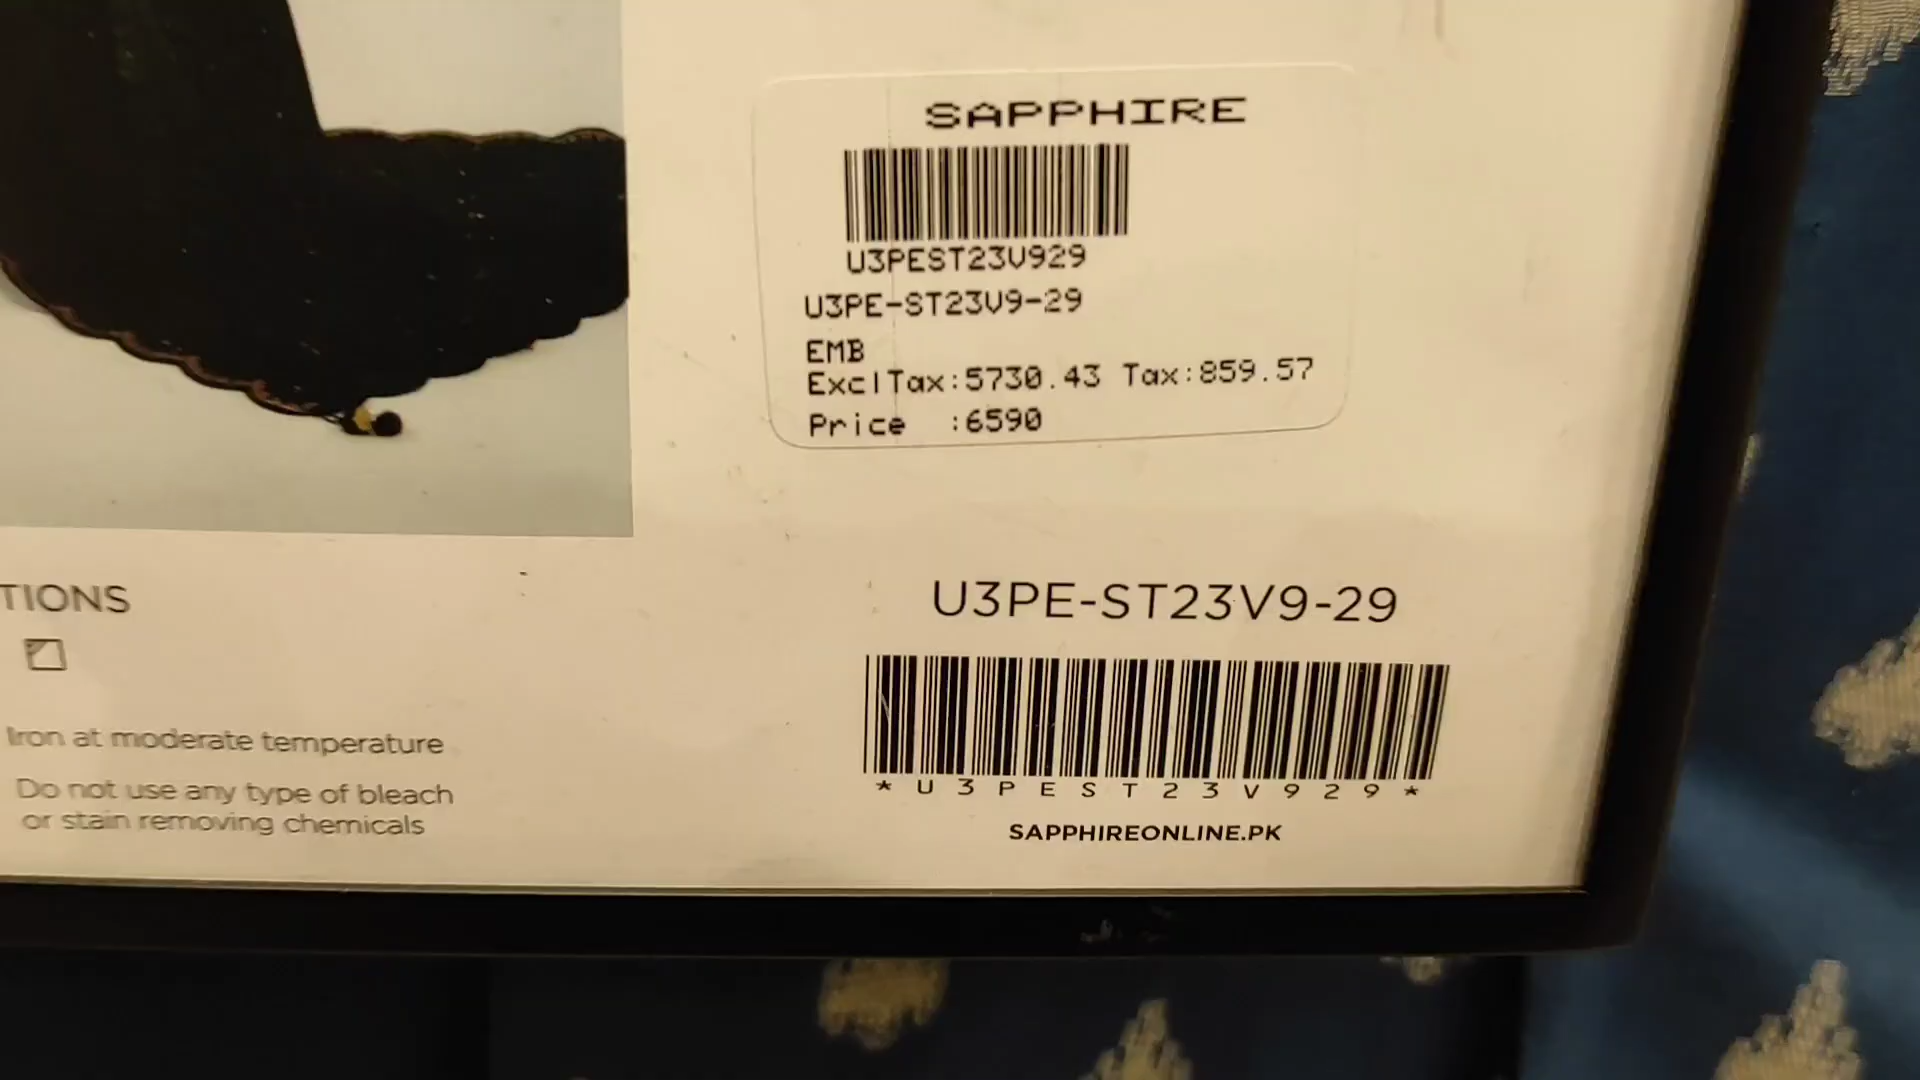 SAPPHIRE
U3PEST23V929
U3PE-ST23V9-29
EMB
ExclTax:5730.43 Tax:859.57
Price :6590
TIONS
U3PE-ST23V9-29
*U3PEST23V929*
SAPPHIREONLINE.PK
Iron at moderate temperature
Do not use any type of bleach
or stain removing chemicals